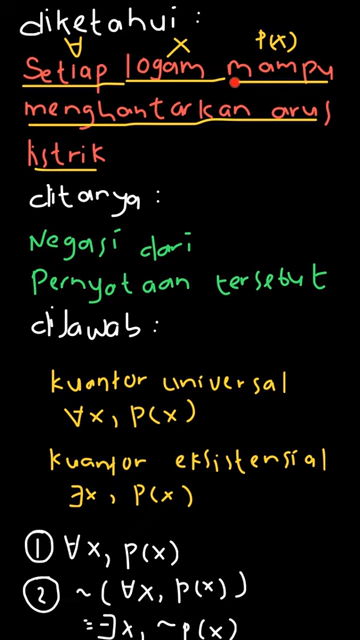 diketahui :
∀ x p(x)
Setiap logam mampu
menghantarkan arus
listrik
ditanya :
Negasi dari
Pernyataan tersebut
diJawab :
kuantor universal
∀x, p(x)
kuantor eksistensial
∃x, p(x)
① ∀x, p(x)
② ~(∀x, p(x))
≡ ∃x, ~p(x)